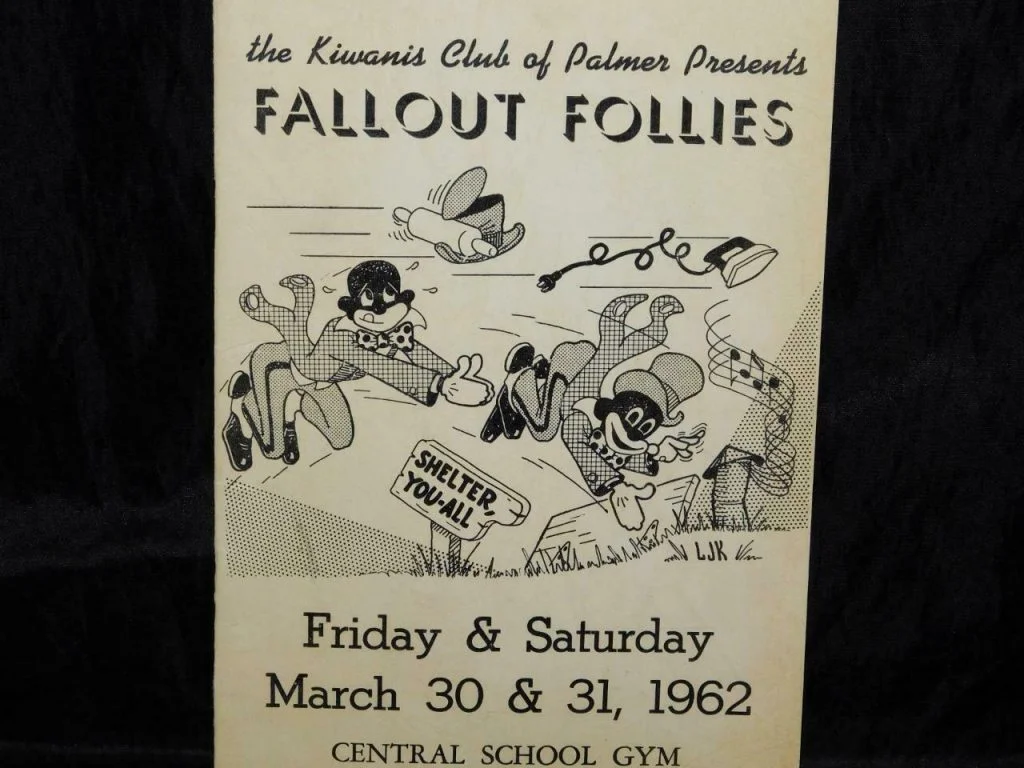 the Kiwanis Club of Palmer Presents
FALLOUT FOLLIES
SHELTER,
YOU-ALL
LJK
Friday & Saturday
March 30 & 31, 1962
CENTRAL SCHOOL GYM